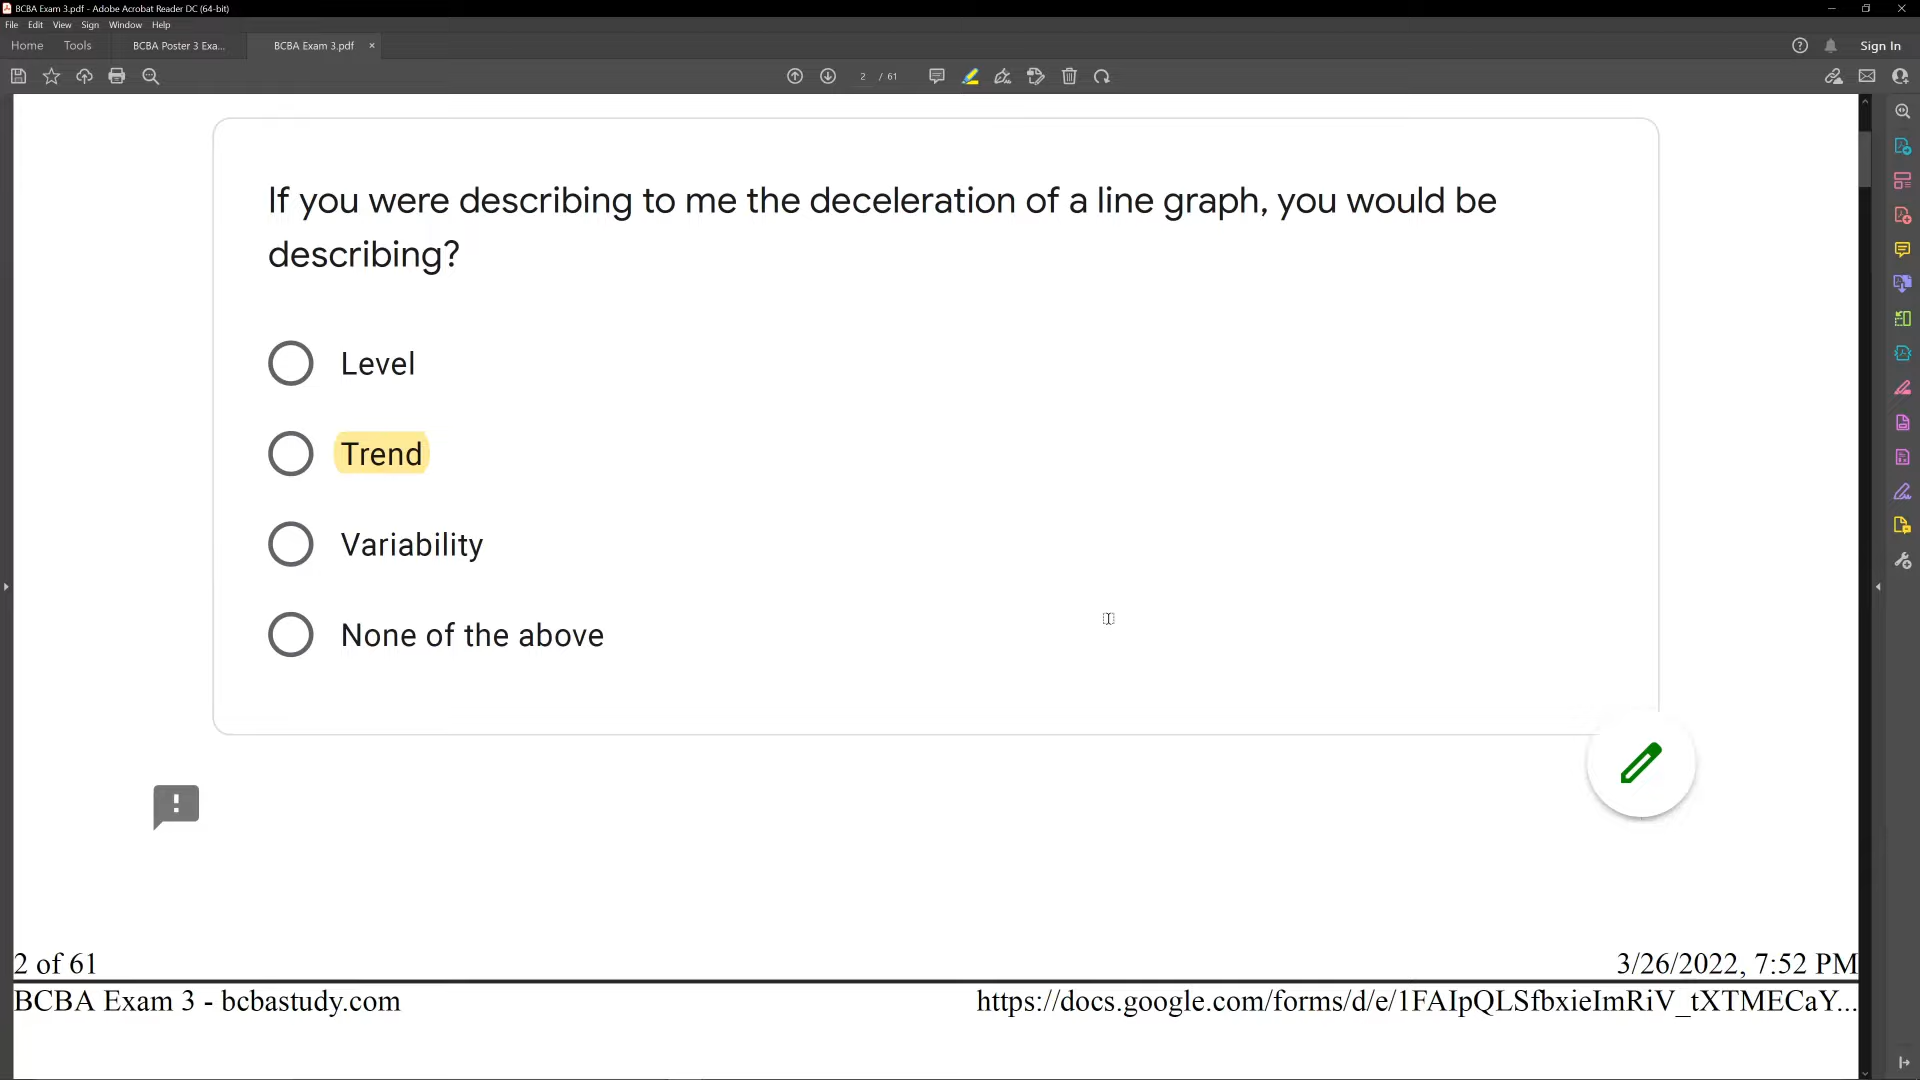 BCBA Exam 3.pdf - Adobe Acrobat Reader DC (64-bit)
File Edit View Sign Window Help
Home Tools BCBA Poster 3 Exa... BCBA Exam 3.pdf × Sign In
2 / 61
If you were describing to me the deceleration of a line graph, you would be
describing?
Level
Trend
Variability
None of the above
2 of 61 3/26/2022, 7:52 PM
BCBA Exam 3 - bcbastudy.com https://docs.google.com/forms/d/e/1FAIpQLSfbxieImRiV_tXTMECaY...